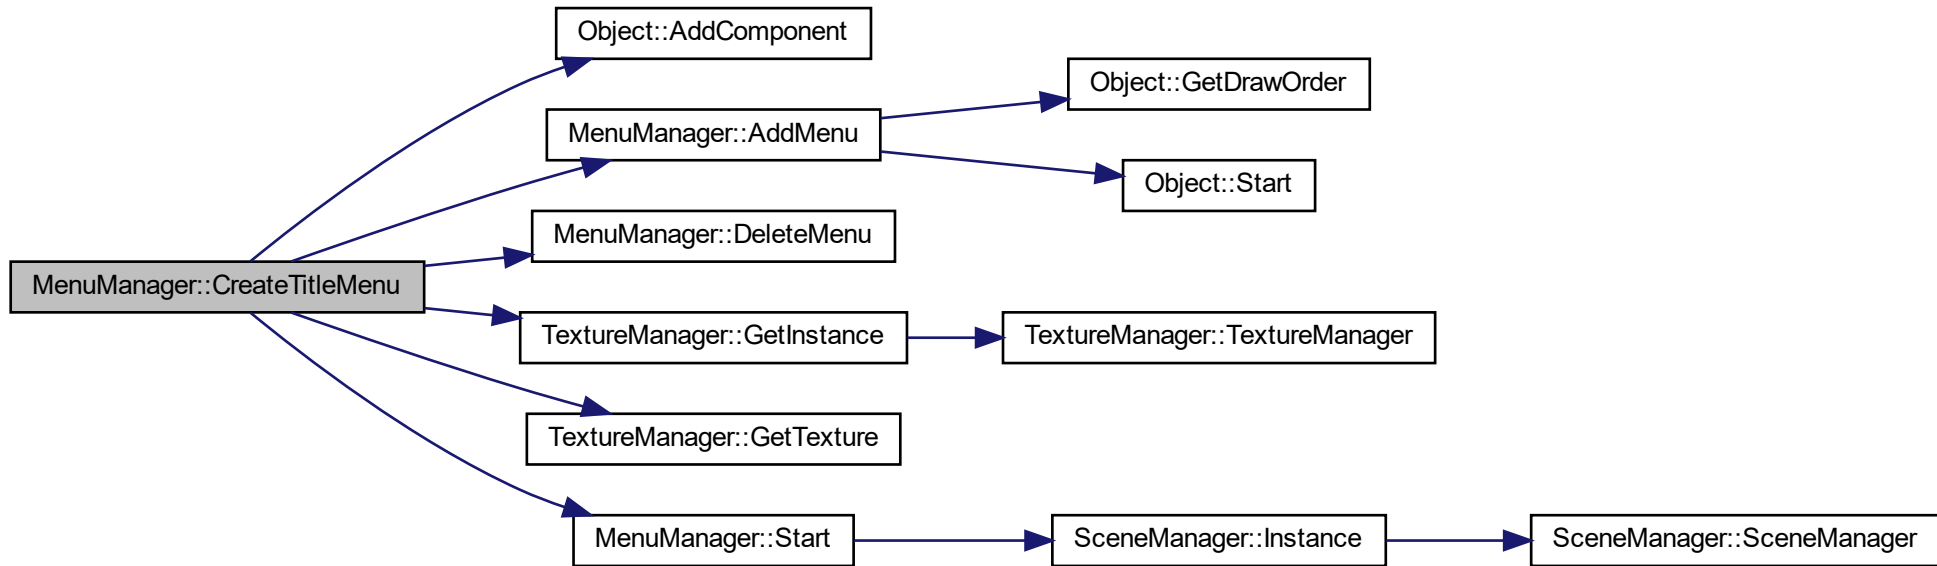 Object::AddComponent
Object::GetDrawOrder
MenuManager::AddMenu
Object::Start
MenuManager::DeleteMenu
MenuManager::CreateTitleMenu
TextureManager::GetInstance
TextureManager::TextureManager
TextureManager::GetTexture
MenuManager::Start
SceneManager::Instance
SceneManager::SceneManager